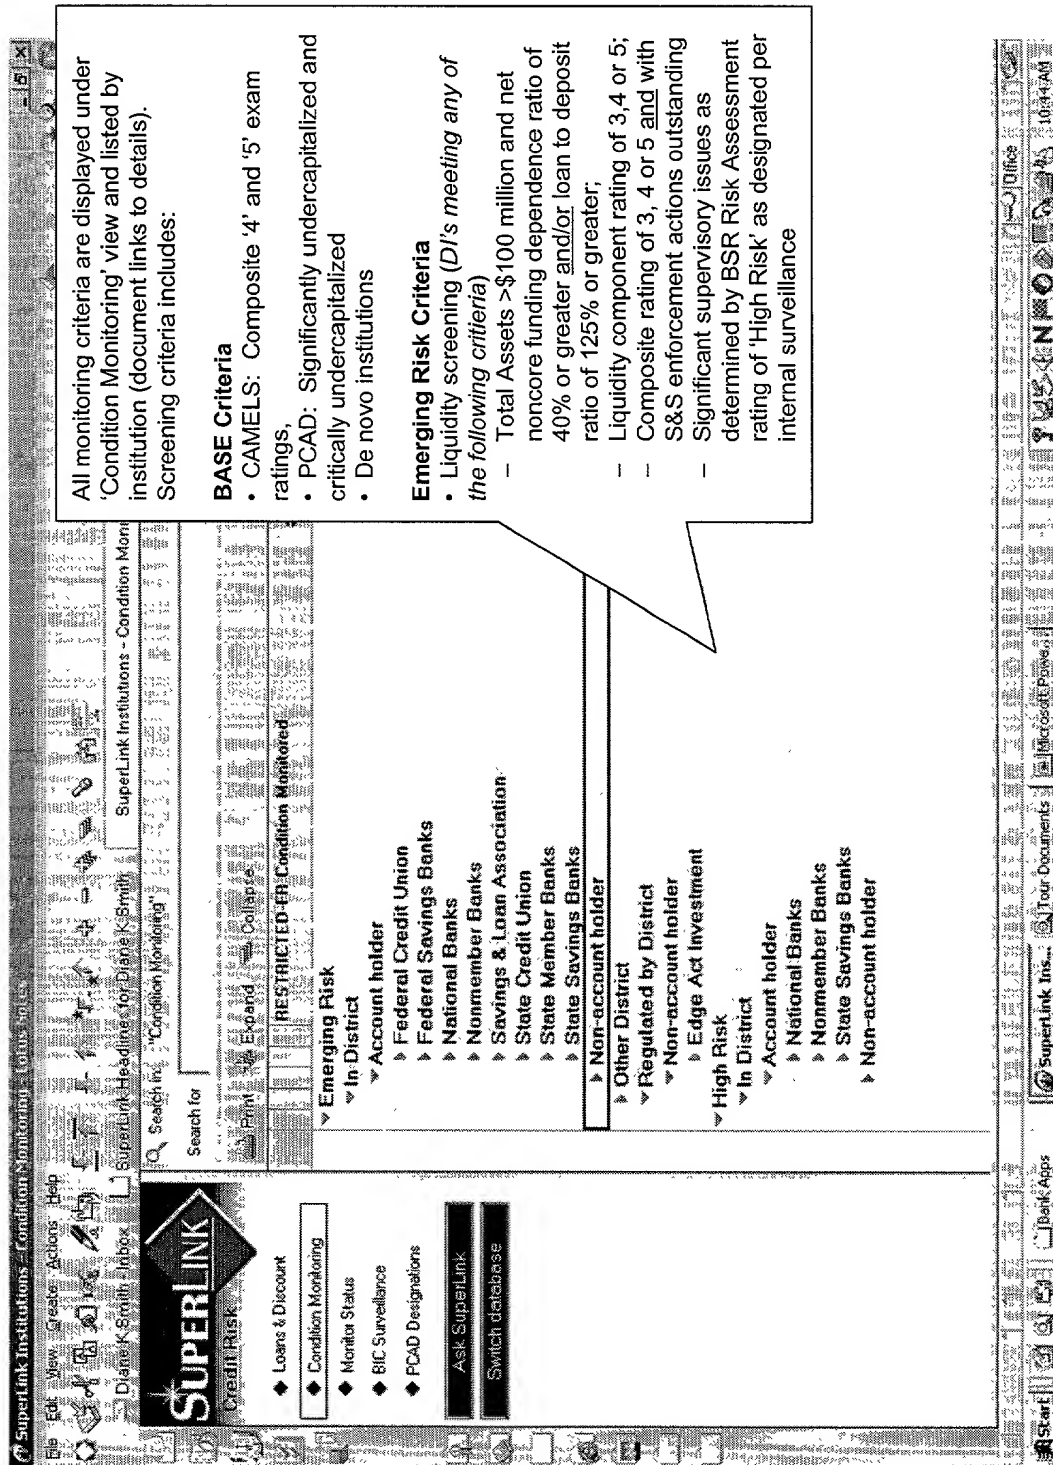 SuperLink Institutions - Condition Monitoring - Lotus Notes
File Edit View Create Actions Help
Diane K Smith - Inbox
SuperLink Headlines for Diane K Smith
SuperLink Institutions - Condition Moni
SUPERLINK
Credit Risk
Loans & Discount
Condition Monitoring
Monitor Status
BIC Surveillance
PCAD Designations
Ask SuperLink
Switch database
Search in: "Condition Monitoring"
Search for
Print Expand Collapse
RESTRICTED-FR Condition Monitored
Emerging Risk
In District
Account holder
Federal Credit Union
Federal Savings Banks
National Banks
Nonmember Banks
Savings & Loan Association
State Credit Union
State Member Banks
State Savings Banks
Non-account holder
Other District
Regulated by District
Non-account holder
Edge Act Investment
High Risk
In District
Account holder
National Banks
Nonmember Banks
State Savings Banks
Non-account holder
All monitoring criteria are displayed under
'Condition Monitoring' view and listed by
institution (document links to details).
Screening criteria includes:
BASE Criteria
• CAMELS: Composite '4' and '5' exam
ratings,
• PCAD: Significantly undercapitalized and
critically undercapitalized
• De novo institutions
Emerging Risk Criteria
• Liquidity screening (DI's meeting any of
the following critieria)
– Total Assets >$100 million and net
noncore funding dependence ratio of
40% or greater and/or loan to deposit
ratio of 125% or greater;
– Liquidity component rating of 3,4 or 5;
– Composite rating of 3, 4 or 5 and with
S&S enforcement actions outstanding
– Significant supervisory issues as
determined by BSR Risk Assessment
rating of 'High Risk' as designated per
internal surveillance
Office
Start
Bank Apps
SuperLink Ins...
Tour Documents
Microsoft Powe...
10:44 AM